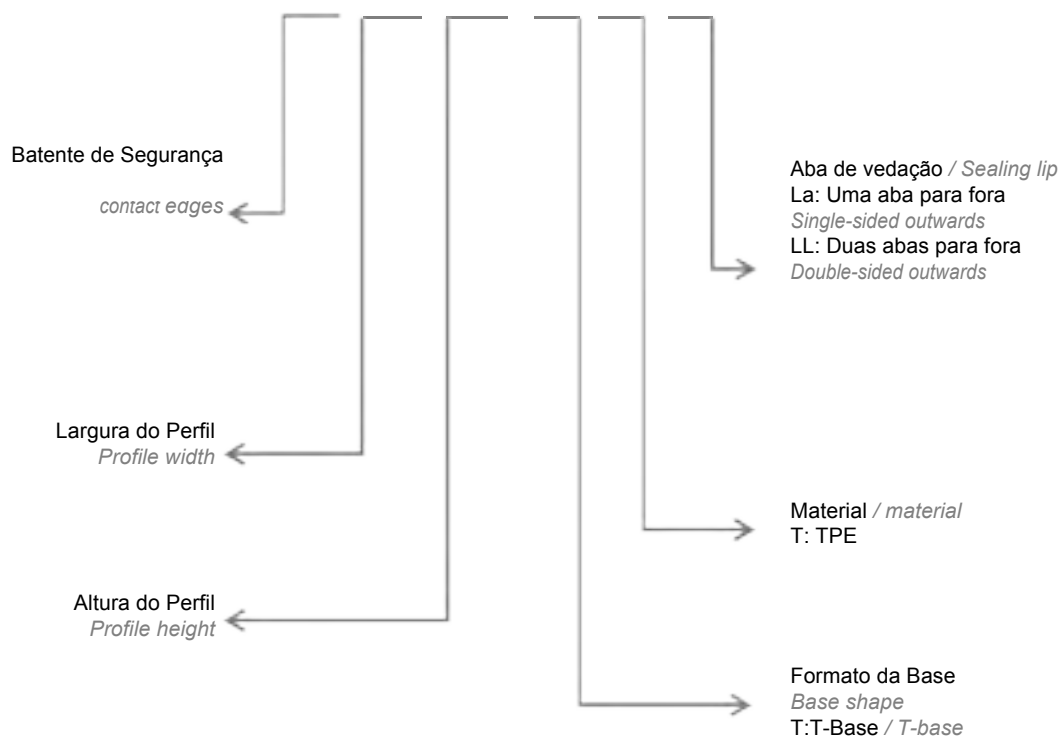 Batente de Segurança
contact edges
Largura do Perfil
Profile width
Altura do Perfil
Profile height
Aba de vedação / Sealing lip
La: Uma aba para fora
Single-sided outwards
LL: Duas abas para fora
Double-sided outwards
Material / material
T: TPE
Formato da Base
Base shape
T:T-Base / T-base